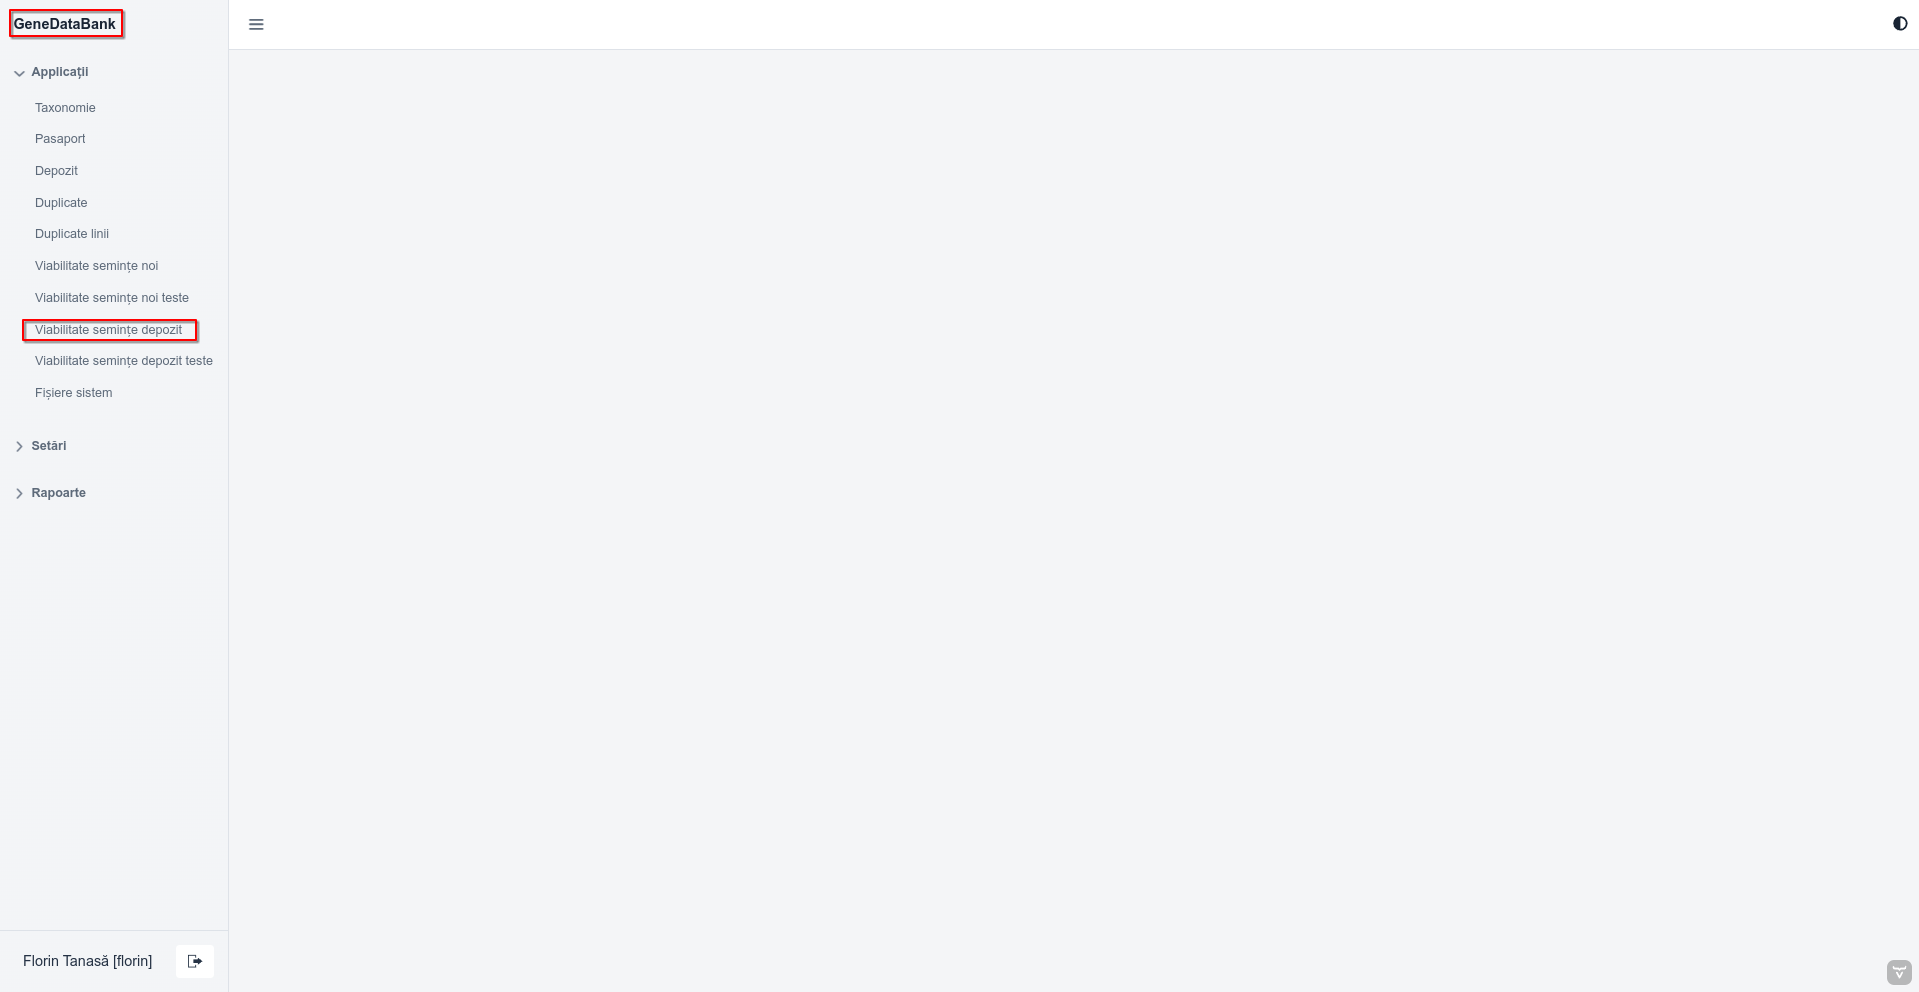 GeneDataBank
Applicații
Taxonomie
Pasaport
Depozit
Duplicate
Duplicate linii
Viabilitate semințe noi
Viabilitate semințe noi teste
Viabilitate semințe depozit
Viabilitate semințe depozit teste
Fișiere sistem
Setări
Rapoarte
Florin Tanasă [florin]